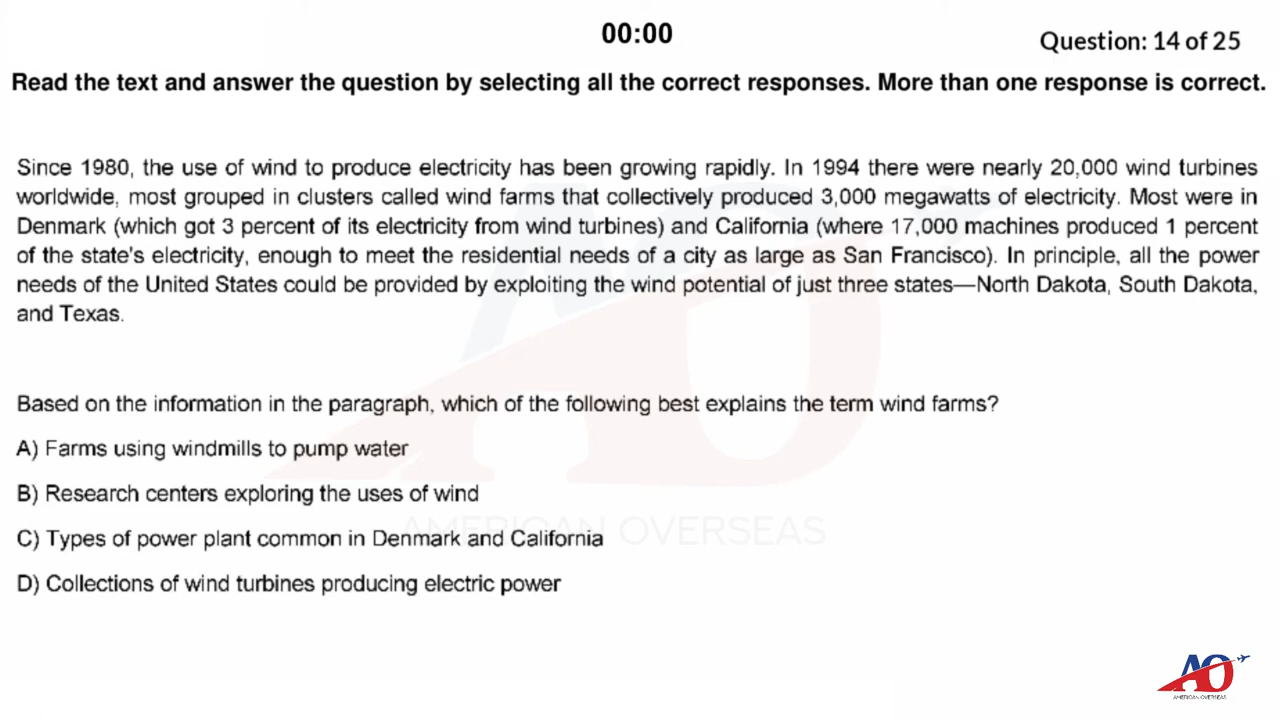 00:00
Question: 14 of 25
Read the text and answer the question by selecting all the correct responses. More than one response is correct.
Since 1980, the use of wind to produce electricity has been growing rapidly. In 1994 there were nearly 20,000 wind turbines
worldwide, most grouped in clusters called wind farms that collectively produced 3,000 megawatts of electricity. Most were in
Denmark (which got 3 percent of its electricity from wind turbines) and California (where 17,000 machines produced 1 percent
of the state's electricity, enough to meet the residential needs of a city as large as San Francisco). In principle, all the power
needs of the United States could be provided by exploiting the wind potential of just three states—North Dakota, South Dakota,
and Texas.
Based on the information in the paragraph, which of the following best explains the term wind farms?
A) Farms using windmills to pump water
B) Research centers exploring the uses of wind
C) Types of power plant common in Denmark and California
AMERICAN OVERSEAS
D) Collections of wind turbines producing electric power
AO
AMERICAN OVERSEAS